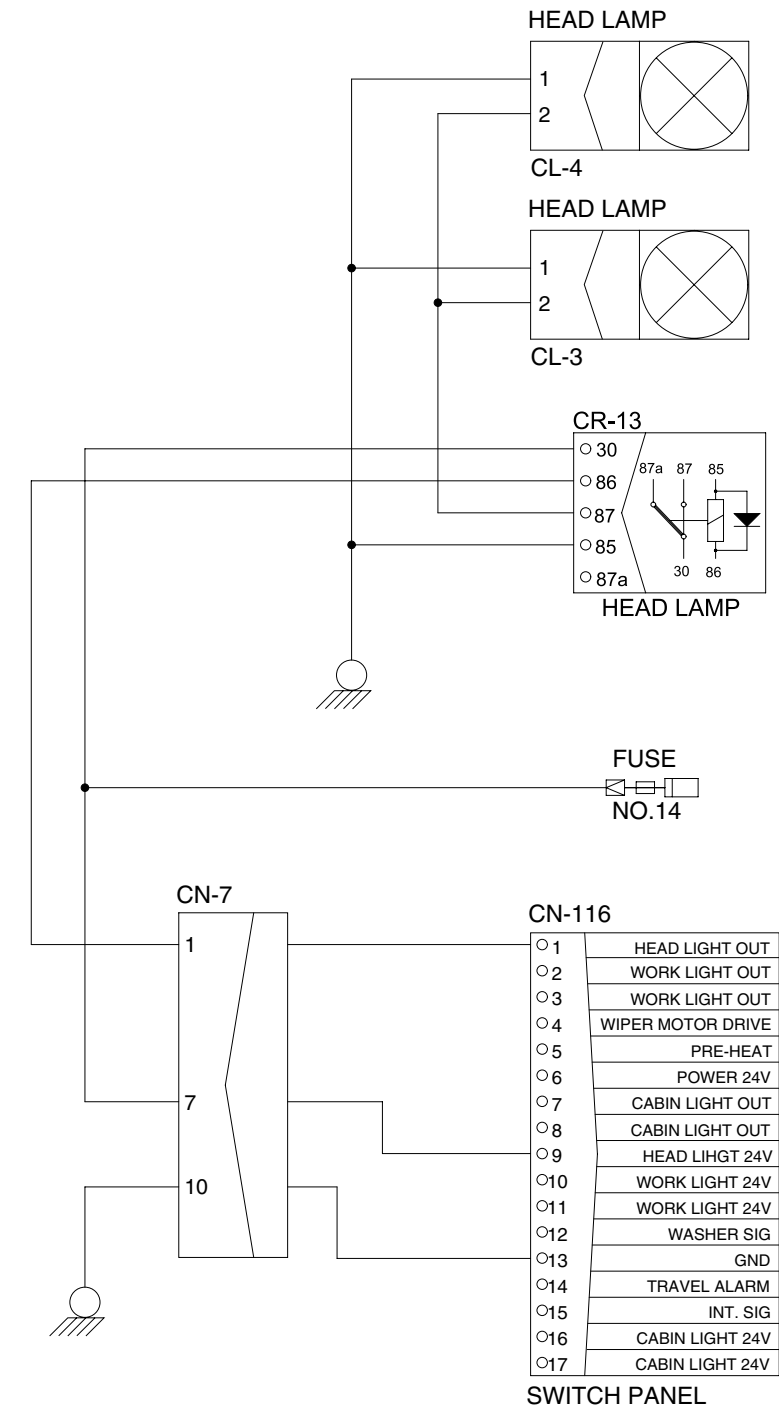 HEAD LAMP
1
2
CL-4
HEAD LAMP
1
2
CL-3
CR-13
30
86
87
85
87a
87a 87 85
30 86
HEAD LAMP
FUSE
NO.14
CN-7
1
7
10
CN-116
1 HEAD LIGHT OUT
2 WORK LIGHT OUT
3 WORK LIGHT OUT
4 WIPER MOTOR DRIVE
5 PRE-HEAT
6 POWER 24V
7 CABIN LIGHT OUT
8 CABIN LIGHT OUT
9 HEAD LIHGT 24V
10 WORK LIGHT 24V
11 WORK LIGHT 24V
12 WASHER SIG
13 GND
14 TRAVEL ALARM
15 INT. SIG
16 CABIN LIGHT 24V
17 CABIN LIGHT 24V
SWITCH PANEL